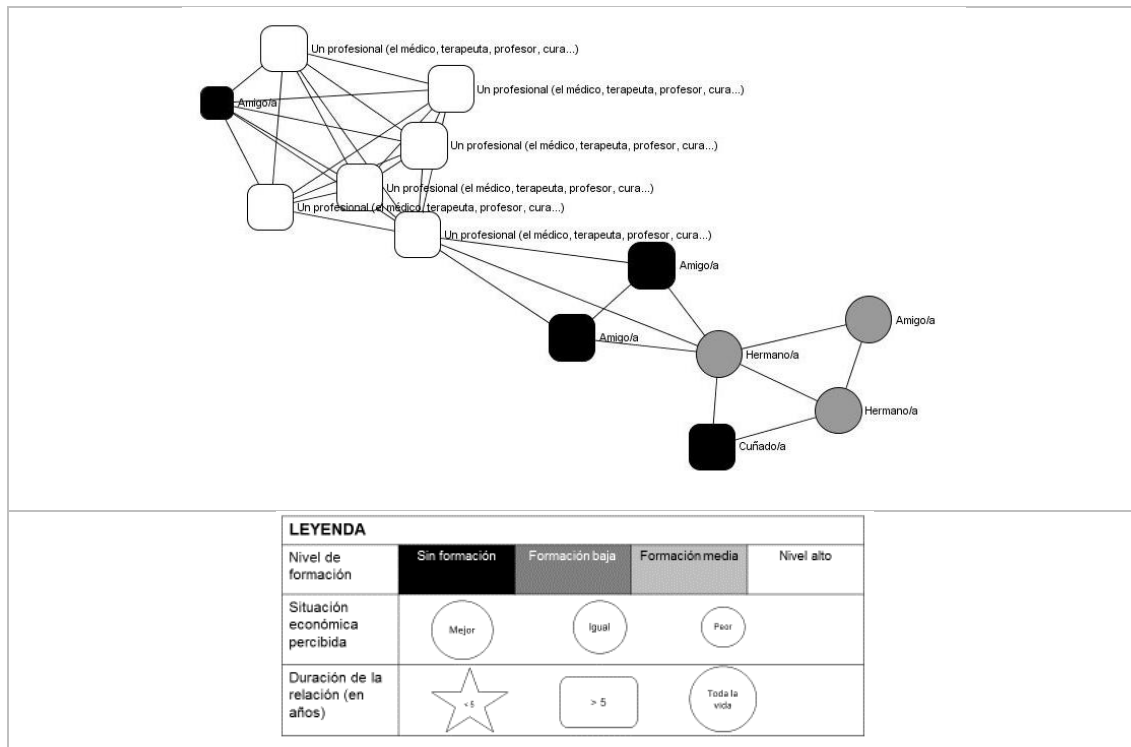 Un profesional (el médico, terapeuta, profesor, cura...)
Un profesional (el médico, terapeuta, profesor, cura...)
Amigo/a
Un profesional (el médico, terapeuta, profesor, cura...)
Un profesional (el médico, terapeuta, profesor, cura...)
Un profesional (el médico, terapeuta, profesor, cura...)
Un profesional (el médico, terapeuta, profesor, cura...)
Amigo/a
Amigo/a
Amigo/a
Hermano/a
Hermano/a
Cuñado/a
LEYENDA
Nivel de
formación
Sin formación
Formación baja
Formación media
Nivel alto
Situación
económica
percibida
Mejor
Igual
Peor
Duración de la
relación (en
años)
< 5
> 5
Toda la
vida